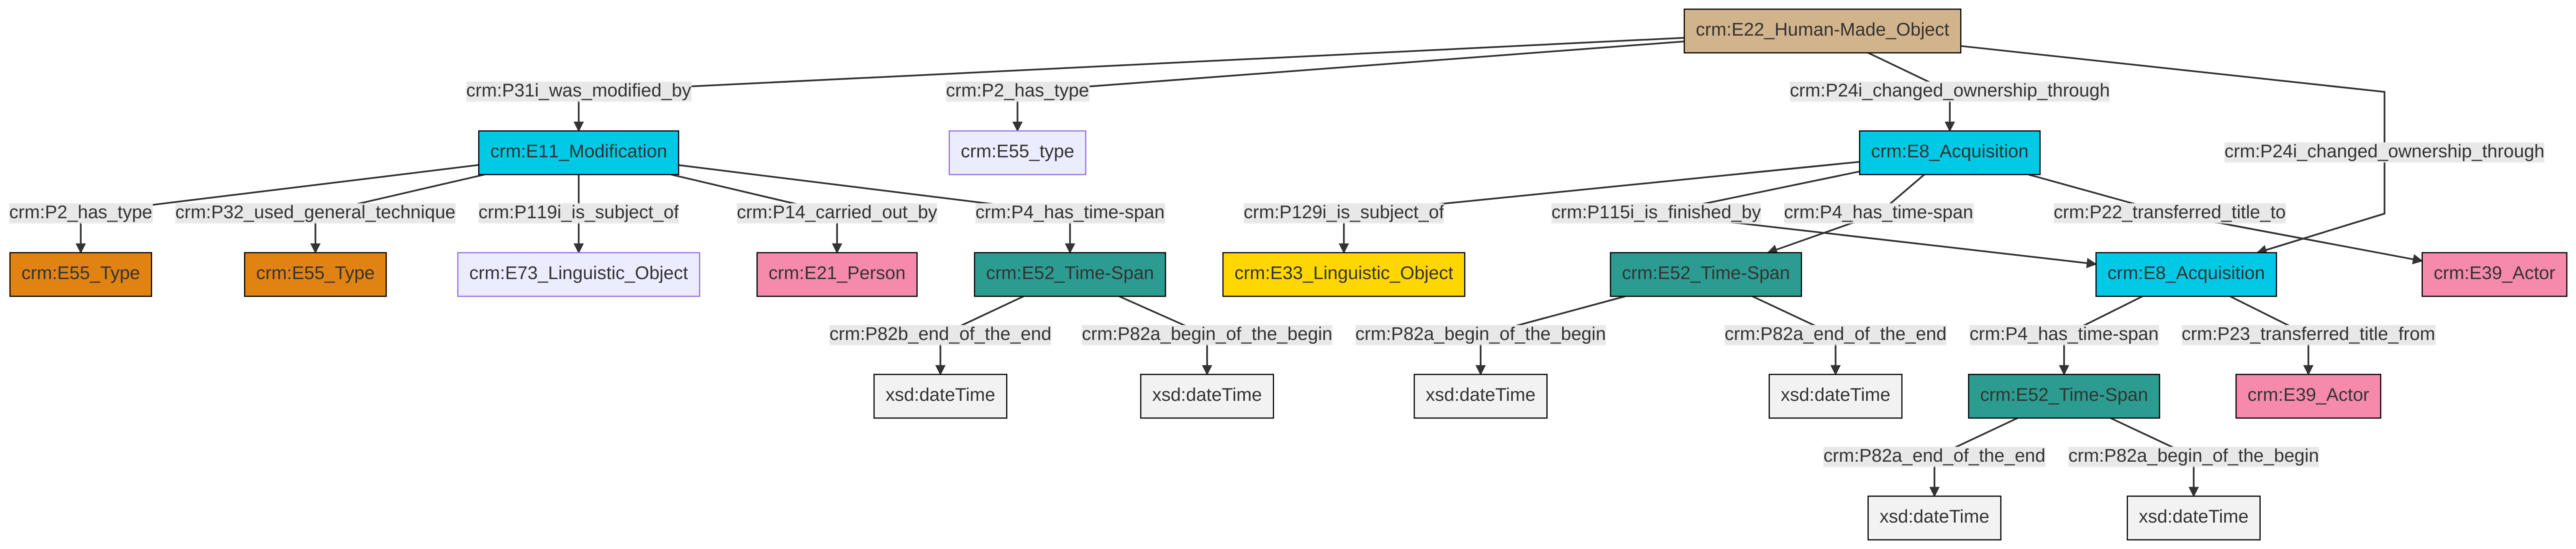 crm:E22_Human-Made_Object
crm:P31i_was_modified_by
crm:P2_has_type
crm:P24i_changed_ownership_through
crm:E11_Modification
crm:E55_type
crm:E8_Acquisition
crm:P24i_changed_ownership_through
crm:P2_has_type
crm:P32_used_general_technique
crm:P119i_is_subject_of
crm:P14_carried_out_by
crm:P4_has_time-span
crm:P129i_is_subject_of
crm:P115i_is_finished_by
crm:P4_has_time-span
crm:P22_transferred_title_to
crm:E55_Type
crm:E55_Type
crm:E73_Linguistic_Object
crm:E21_Person
crm:E52_Time-Span
crm:E33_Linguistic_Object
crm:E52_Time-Span
crm:E8_Acquisition
crm:E39_Actor
crm:P82b_end_of_the_end
crm:P82a_begin_of_the_begin
crm:P82a_begin_of_the_begin
crm:P82a_end_of_the_end
crm:P4_has_time-span
crm:P23_transferred_title_from
xsd:dateTime
xsd:dateTime
xsd:dateTime
xsd:dateTime
crm:E52_Time-Span
crm:E39_Actor
crm:P82a_end_of_the_end
crm:P82a_begin_of_the_begin
xsd:dateTime
xsd:dateTime